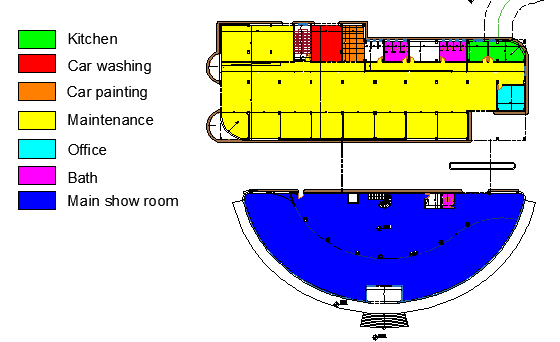 Kitchen
Car washing
Car painting
Maintenance
Office
Bath
Main show room